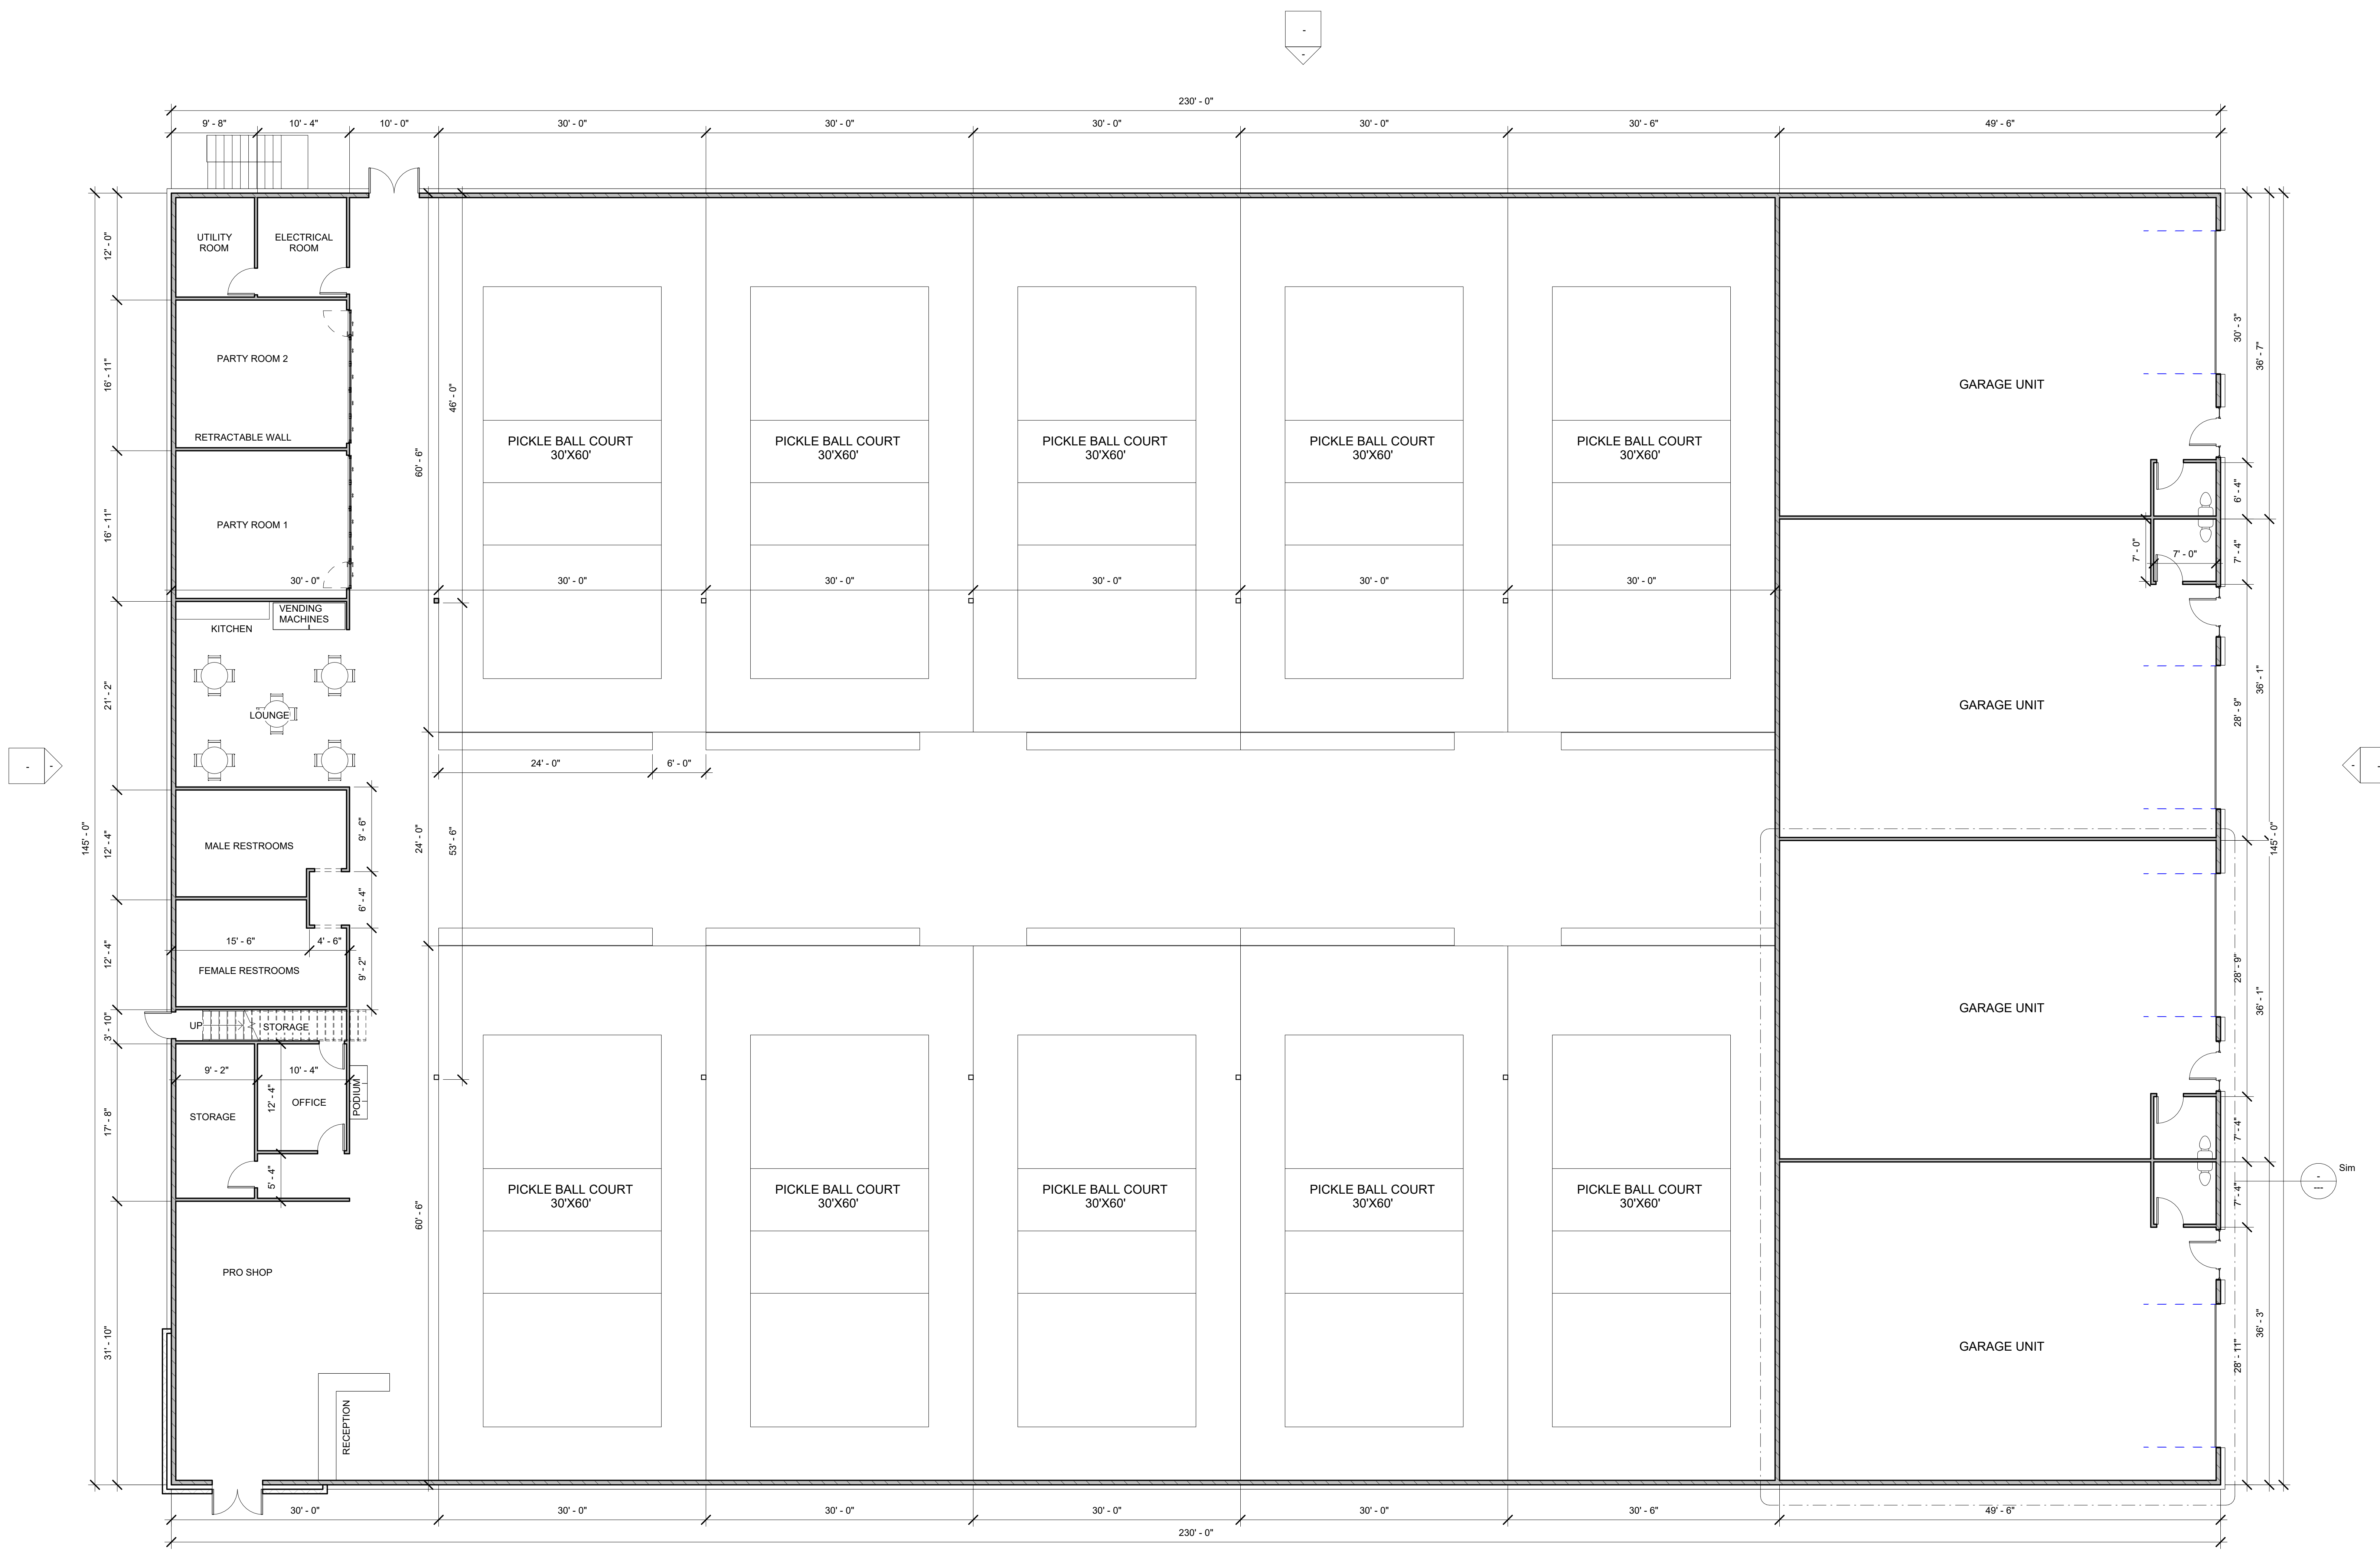 -
-
230' - 0"
9' - 8"
10' - 4"
10' - 0"
30' - 0"
30' - 0"
30' - 0"
30' - 0"
30' - 6"
49' - 6"
UTILITY
ROOM
ELECTRICAL
ROOM
12' - 0"
PARTY ROOM 2
16' - 11"
RETRACTABLE WALL
46' - 0"
60' - 6"
PICKLE BALL COURT
30'X60'
PICKLE BALL COURT
30'X60'
PICKLE BALL COURT
30'X60'
PICKLE BALL COURT
30'X60'
PICKLE BALL COURT
30'X60'
GARAGE UNIT
30' - 3"
36' - 7"
6' - 4"
PARTY ROOM 1
16' - 11"
30' - 0"
30' - 0"
30' - 0"
30' - 0"
30' - 0"
30' - 0"
7' - 0"
7' - 0"
7' - 4"
VENDING
MACHINES
KITCHEN
LOUNGE
21' - 2"
GARAGE UNIT
28' - 9"
36' - 1"
24' - 0"
6' - 0"
-
-
-
-
145' - 0"
12' - 4"
MALE RESTROOMS
9' - 6"
24' - 0"
53' - 6"
145' - 0"
6' - 4"
12' - 4"
15' - 6"
4' - 6"
FEMALE RESTROOMS
9' - 2"
28' - 9"
36' - 1"
GARAGE UNIT
3' - 10"
UP
STORAGE
9' - 2"
10' - 4"
12' - 4"
OFFICE
PODIUM
STORAGE
17' - 8"
5' - 4"
7' - 4"
7' - 4"
Sim
-
---
60' - 6"
PICKLE BALL COURT
30'X60'
PICKLE BALL COURT
30'X60'
PICKLE BALL COURT
30'X60'
PICKLE BALL COURT
30'X60'
PICKLE BALL COURT
30'X60'
PRO SHOP
31' - 10"
GARAGE UNIT
28' - 11"
36' - 3"
RECEPTION
30' - 0"
30' - 0"
30' - 0"
30' - 0"
30' - 0"
30' - 6"
49' - 6"
230' - 0"